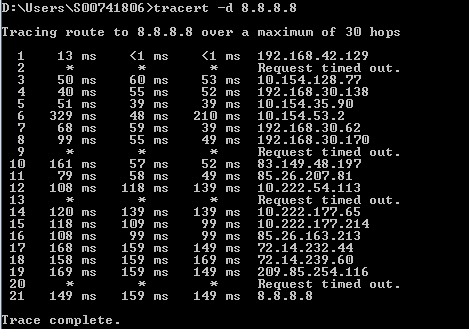 D:\Users\S00741806>tracert -d 8.8.8.8
Tracing route to 8.8.8.8 over a maximum of 30 hops
1 13 ms <1 ms <1 ms 192.168.42.129
2 * * * Request timed out.
3 50 ms 60 ms 53 ms 10.154.128.77
4 40 ms 55 ms 52 ms 192.168.30.138
5 51 ms 39 ms 39 ms 10.154.35.90
6 329 ms 48 ms 210 ms 10.154.53.2
7 68 ms 59 ms 39 ms 192.168.30.62
8 99 ms 55 ms 49 ms 192.168.30.170
9 * * * Request timed out.
10 161 ms 57 ms 52 ms 83.149.48.197
11 79 ms 58 ms 49 ms 85.26.207.81
12 108 ms 118 ms 139 ms 10.222.54.113
13 * * * Request timed out.
14 120 ms 139 ms 139 ms 10.222.177.65
15 118 ms 109 ms 99 ms 10.222.177.214
16 108 ms 99 ms 99 ms 85.26.163.213
17 168 ms 159 ms 149 ms 72.14.232.44
18 158 ms 159 ms 169 ms 72.14.239.60
19 169 ms 159 ms 149 ms 209.85.254.116
20 * * * Request timed out.
21 149 ms 159 ms 149 ms 8.8.8.8
Trace complete.